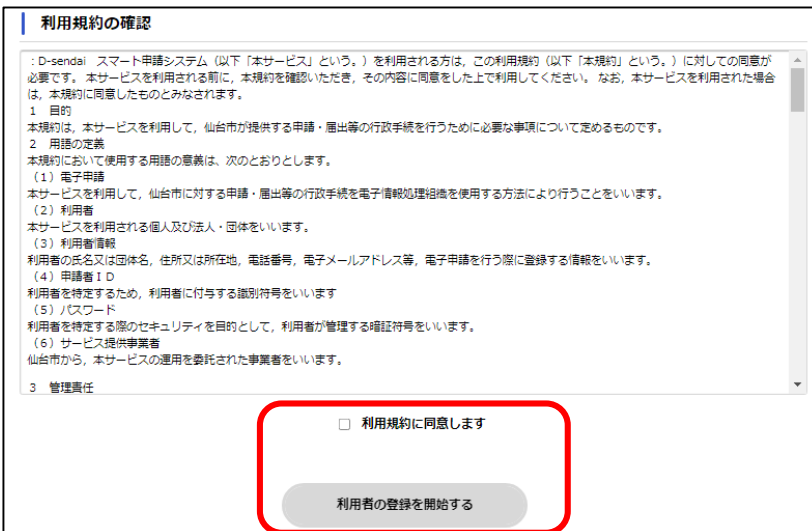 利用規約の確認
:D-sendai スマート申請システム(以下「本サービス」という。)を利用される方は,この利用規約(以下「本規約」という。)に対しての同意が
必要です。 本サービスを利用される前に,本規約を確認いただき,その内容に同意をした上で利用してください。 なお,本サービスを利用された場合
は,本規約に同意したものとみなされます。
1 目的
本規約は,本サービスを利用して,仙台市が提供する申請・届出等の行政手続を行うために必要な事項について定めるものです。
2 用語の定義
本規約において使用する用語の意義は、次のとおりとします。
(1)電子申請
本サービスを利用して,仙台市に対する申請・届出等の行政手続を電子情報処理組織を使用する方法により行うことをいいます。
(2)利用者
本サービスを利用される個人及び法人・団体をいいます。
(3)利用者情報
利用者の氏名又は団体名,住所又は所在地,電話番号,電子メールアドレス等,電子申請を行う際に登録する情報をいいます。
(4)申請者ID
利用者を特定するため,利用者に付与する識別符号をいいます
(5)パスワード
利用者を特定する際のセキュリティを目的として,利用者が管理する暗証符号をいいます。
(6)サービス提供事業者
仙台市から,本サービスの運用を委託された事業者をいいます。
3 管理責任
利用規約に同意します
利用者の登録を開始する